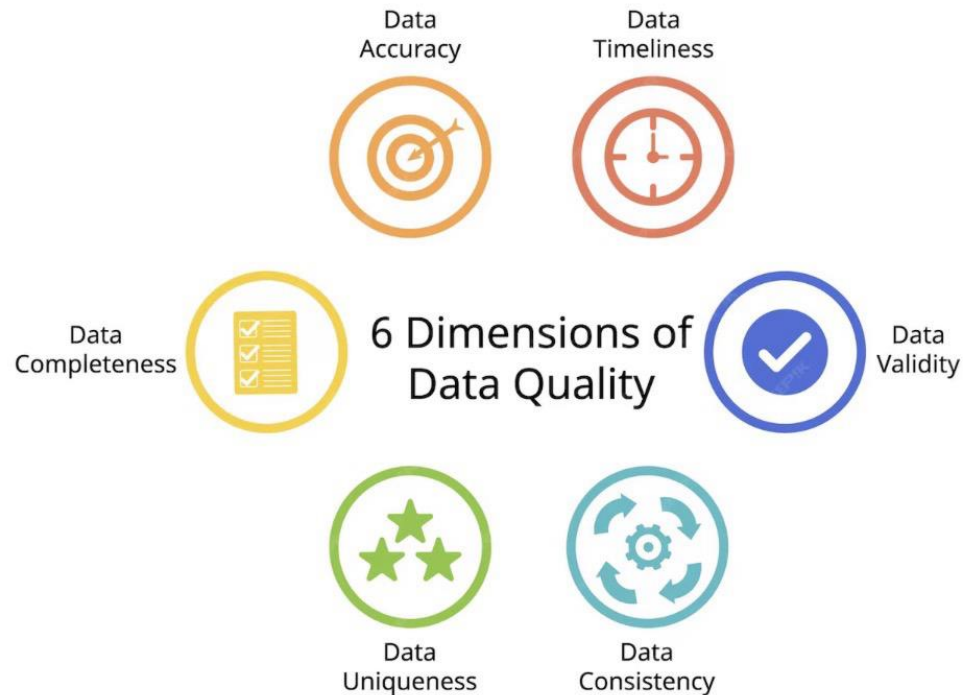 Data
Accuracy
Data
Timeliness
Data
Completeness
6 Dimensions of
Data Quality
Data
Validity
Data
Uniqueness
Data
Consistency